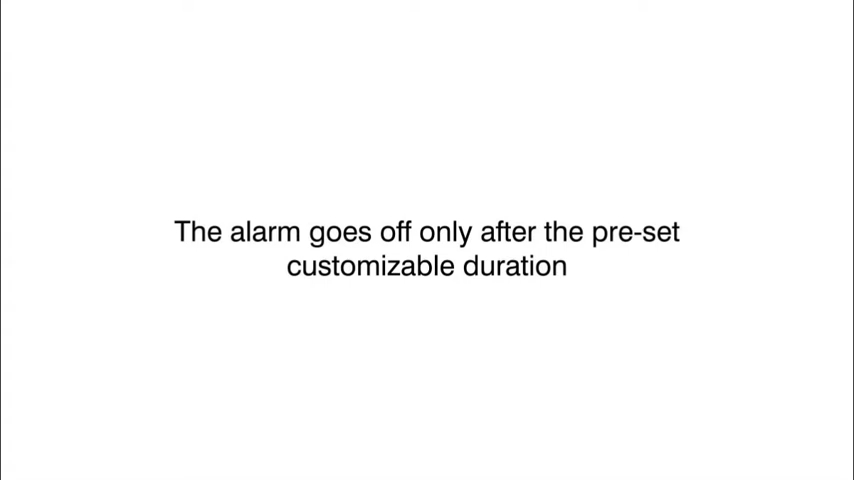 The alarm goes off only after the pre-set
customizable duration